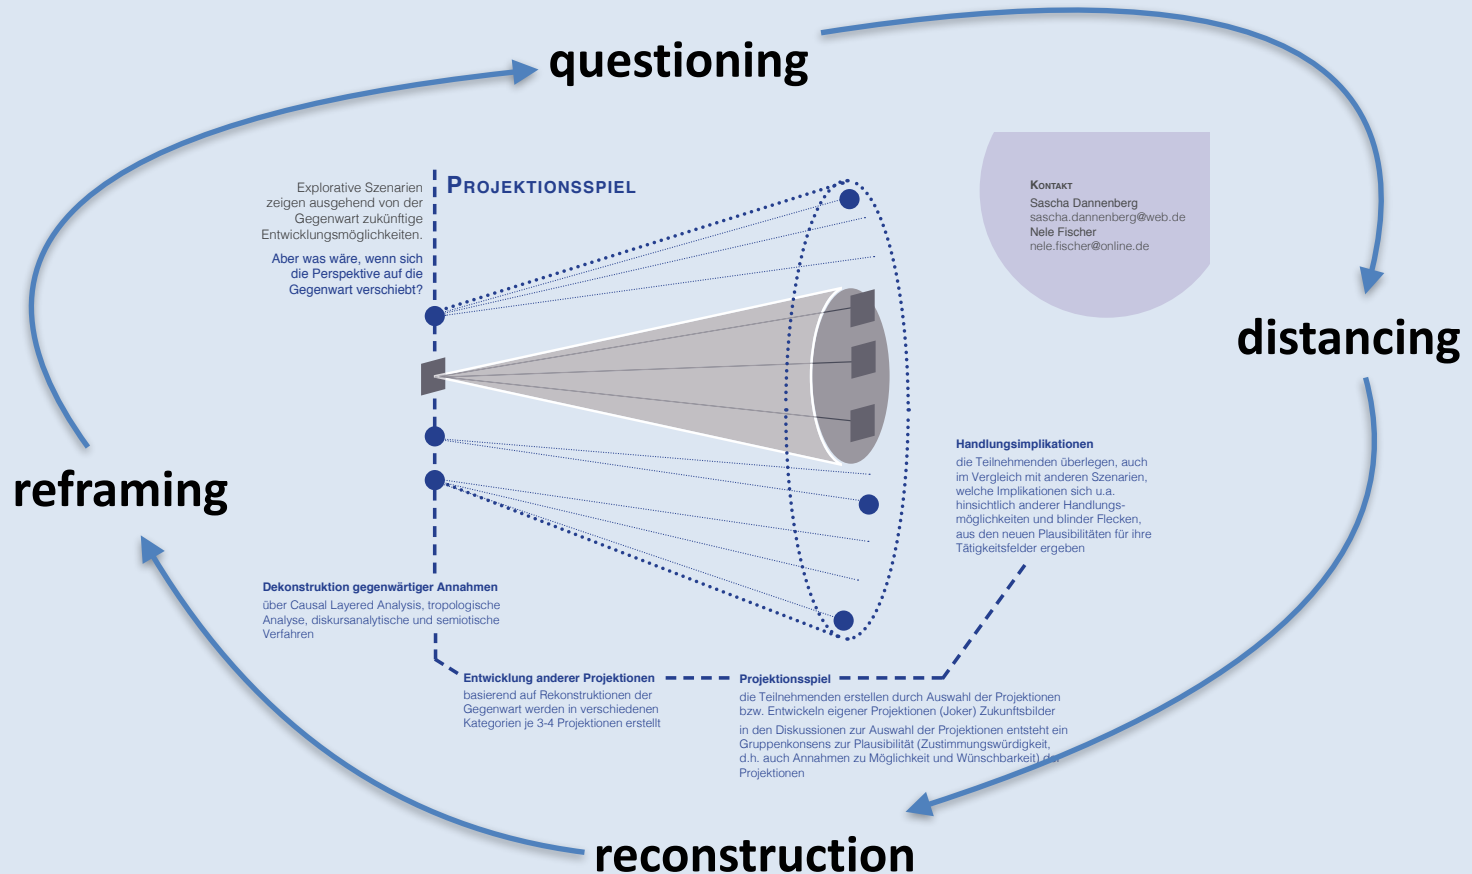 questioning
PROJEKTIONSSPIEL
Explorative Szenarien
zeigen ausgehend von der
Gegenwart zukünftige
Entwicklungsmöglichkeiten.
Aber was wäre, wenn sich
die Perspektive auf die
Gegenwart verschiebt?
KONTAKT
Sascha Dannenberg
sascha.dannenberg@web.de
Nele Fischer
nele.fischer@online.de
distancing
reframing
Handlungsimplikationen
die Teilnehmenden überlegen, auch
im Vergleich mit anderen Szenarien,
welche Implikationen sich u.a.
hinsichtlich anderer Handlungs-
möglichkeiten und blinder Flecken,
aus den neuen Plausibilitäten für ihre
Tätigkeitsfelder ergeben
Dekonstruktion gegenwärtiger Annahmen
über Causal Layered Analysis, tropologische
Analyse, diskursanalytische und semiotische
Verfahren
Entwicklung anderer Projektionen
basierend auf Rekonstruktionen der
Gegenwart werden in verschiedenen
Kategorien je 3-4 Projektionen erstellt
Projektionsspiel
die Teilnehmenden erstellen durch Auswahl der Projektionen
bzw. Entwickeln eigener Projektionen (Joker) Zukunftsbilder
in den Diskussionen zur Auswahl der Projektionen entsteht ein
Gruppenkonsens zur Plausibilität (Zustimmungswürdigkeit,
d.h. auch Annahmen zu Möglichkeit und Wünschbarkeit) der
Projektionen
reconstruction